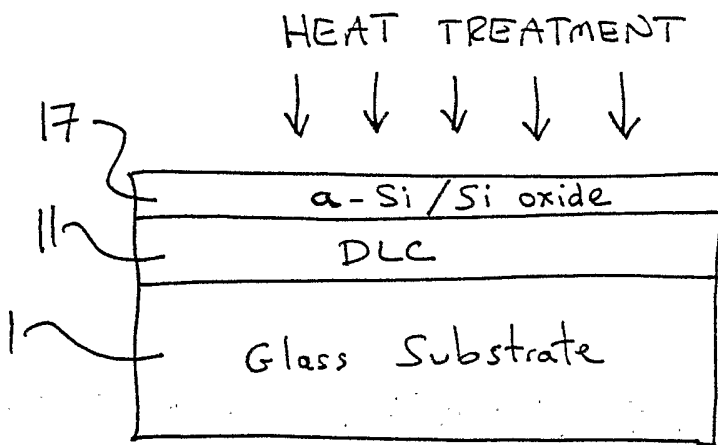 HEAT TREATMENT
17
a-Si/Si oxide
11
DLC
1
Glass Substrate